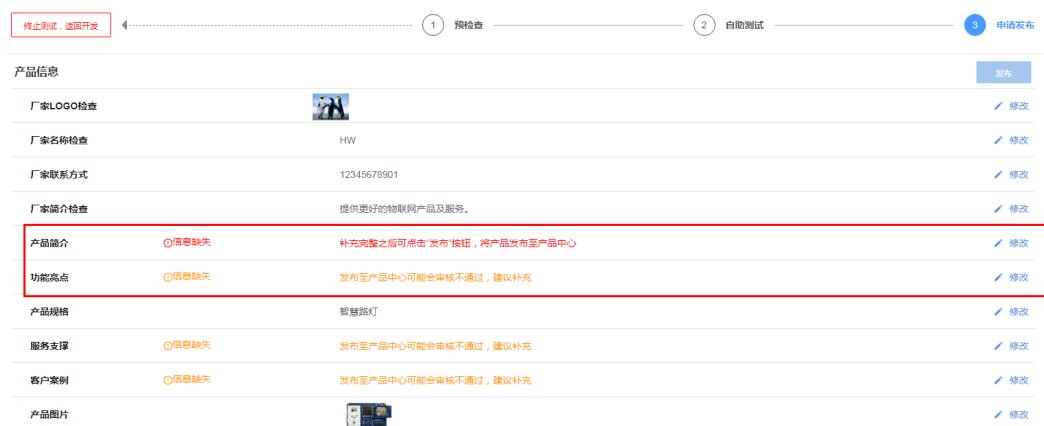 终止测试，返回开发
1 预检查
2 自助测试
3 申请发布
产品信息 发布
厂家LOGO检查 修改
厂家名称检查 HW 修改
厂家联系方式 12345678901 修改
厂家简介检查 提供更好的物联网产品及服务。 修改
产品简介 信息缺失 补充完整之后可点击“发布”按钮，将产品发布至产品中心 修改
功能亮点 信息缺失 发布至产品中心可能会审核不通过，建议补充 修改
产品规格 智慧路灯 修改
服务支撑 信息缺失 发布至产品中心可能会审核不通过，建议补充 修改
客户案例 信息缺失 发布至产品中心可能会审核不通过，建议补充 修改
产品图片 修改